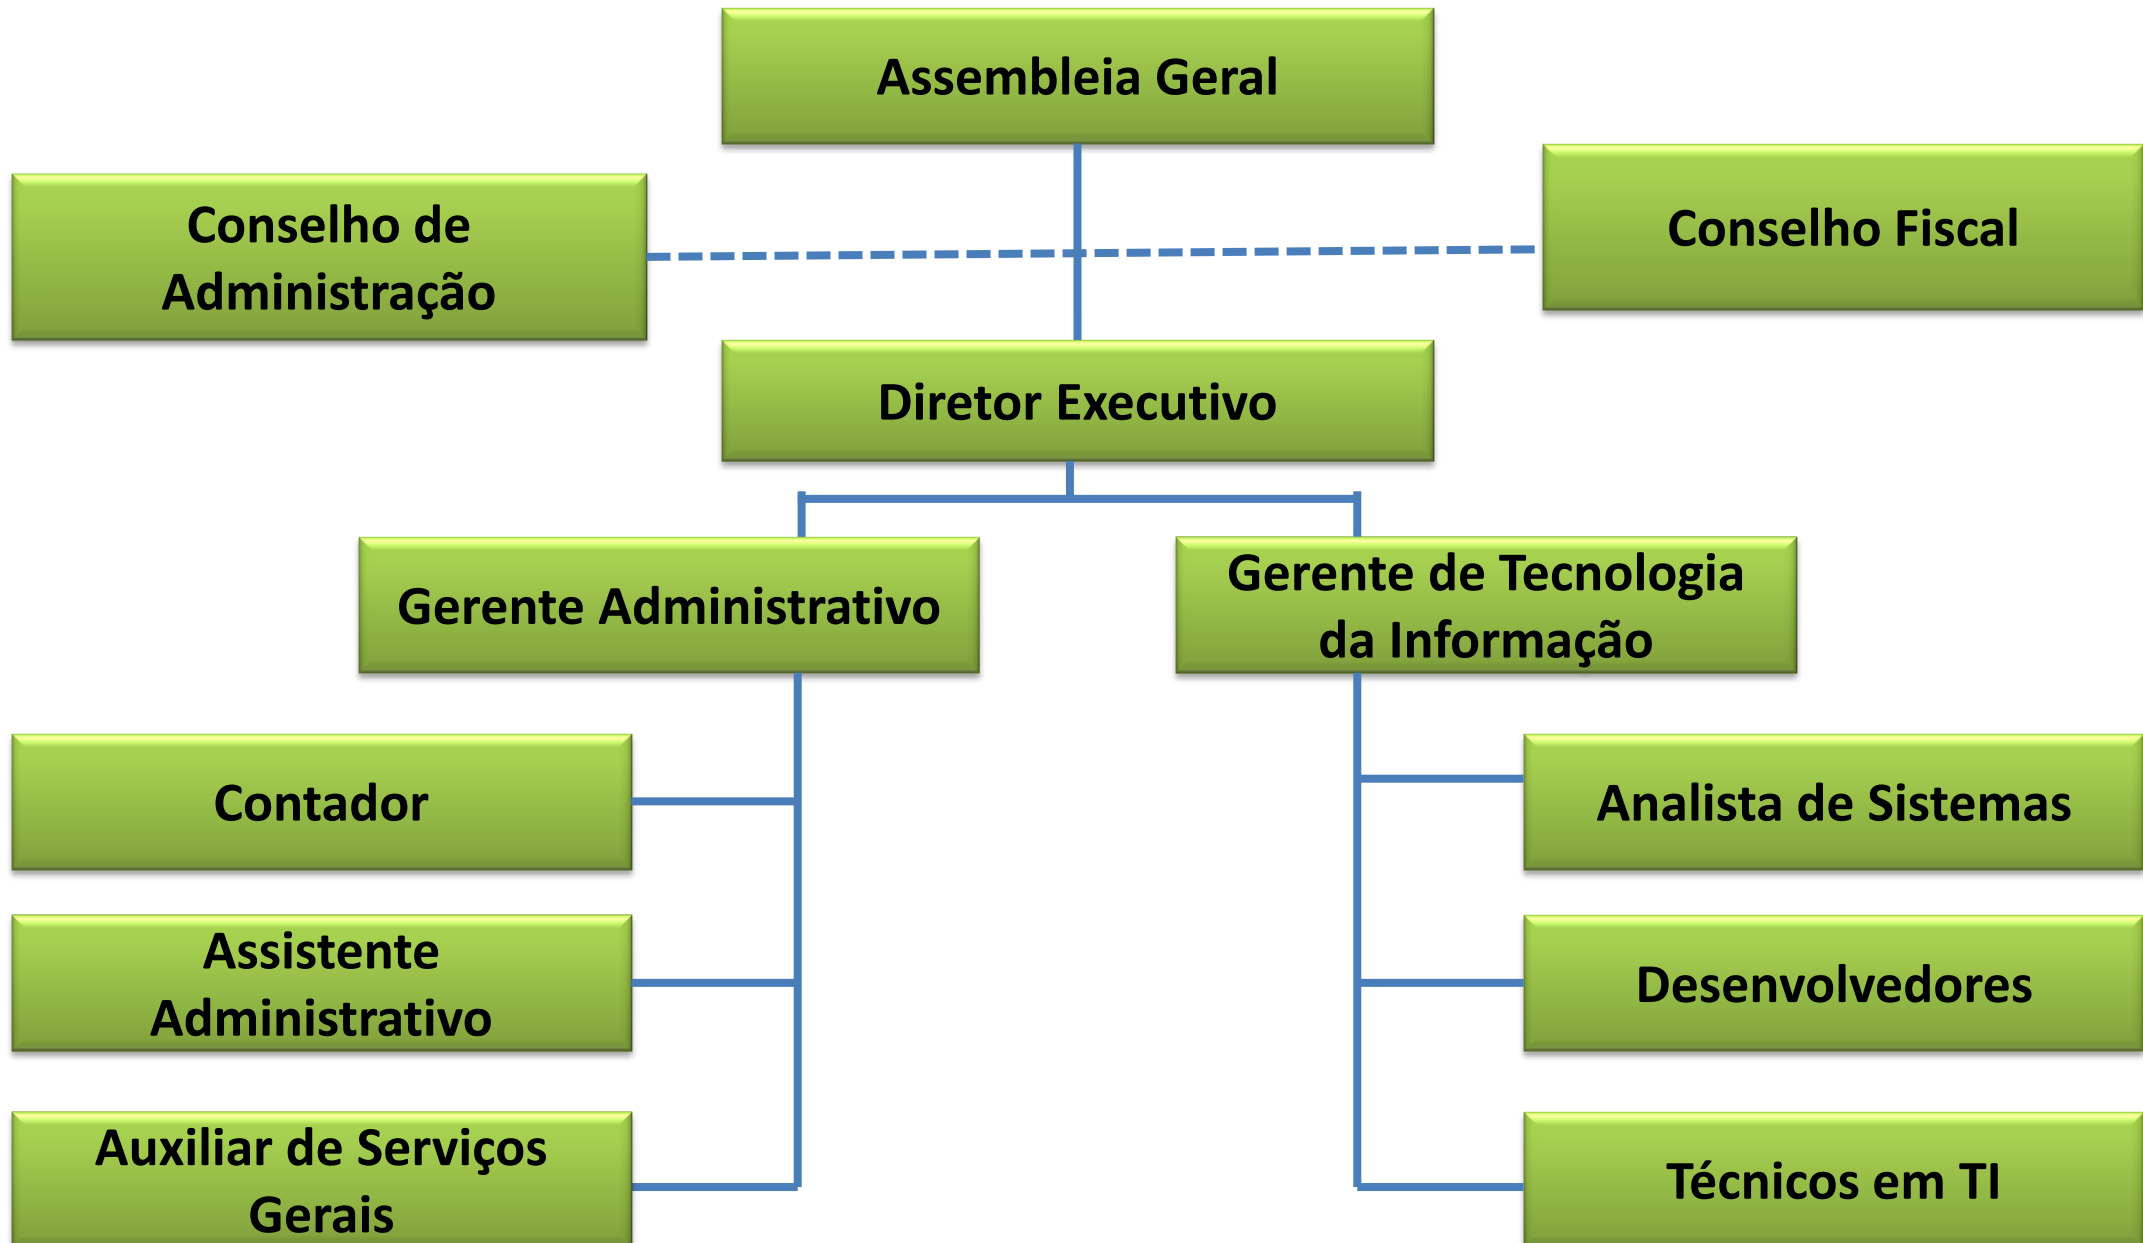 Assembleia Geral
Conselho de
Administração
Conselho Fiscal
Diretor Executivo
Gerente Administrativo
Gerente de Tecnologia
da Informação
Contador
Analista de Sistemas
Assistente
Administrativo
Desenvolvedores
Auxiliar de Serviços
Gerais
Técnicos em TI